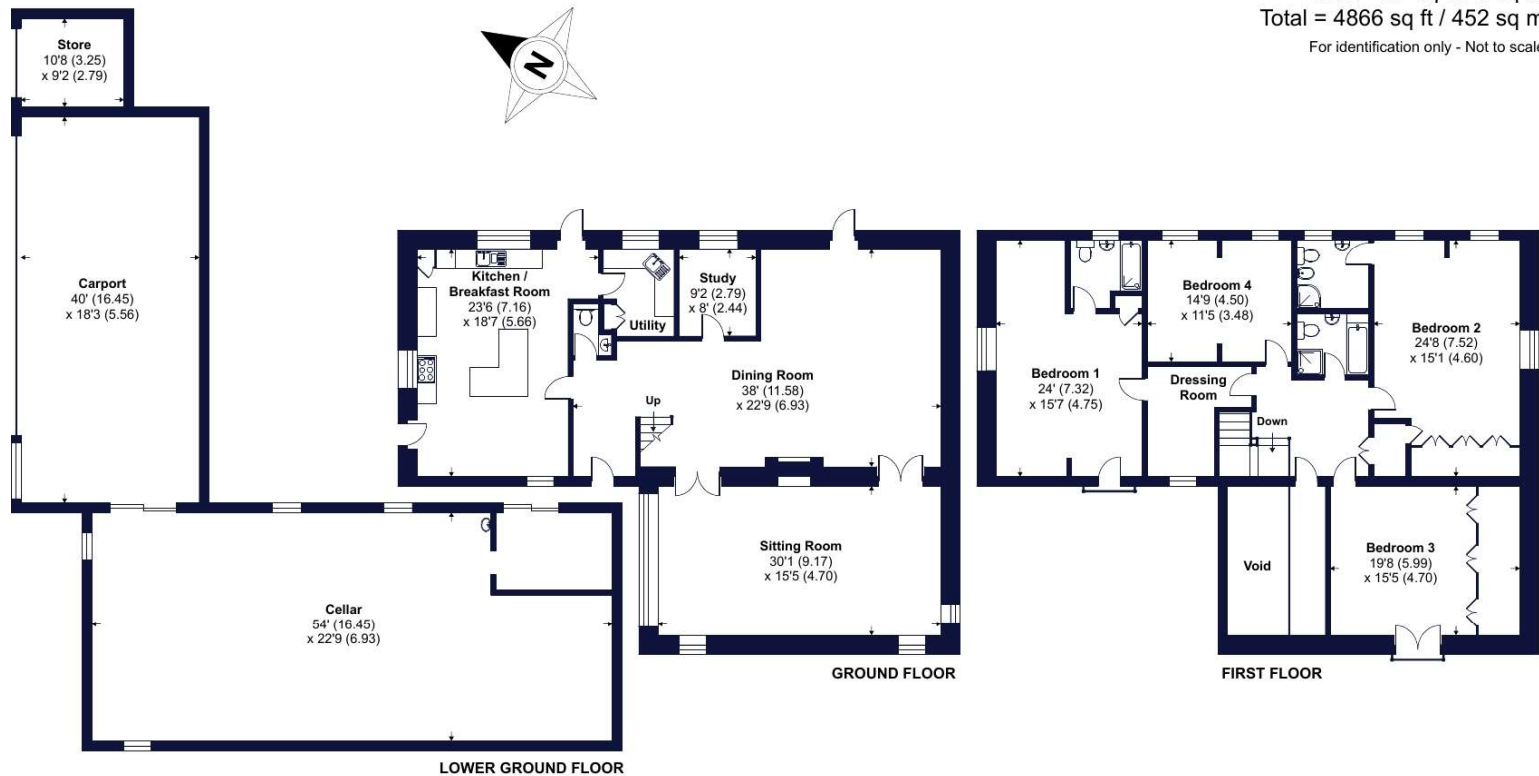 Total = 4866 sq ft / 452 sq m
For identification only - Not to scale
Store
10'8 (3.25)
x 9'2 (2.79)
N
Carport
40' (16.45)
x 18'3 (5.56)
Kitchen /
Breakfast Room
23'6 (7.16)
x 18'7 (5.66)
Utility
Study
9'2 (2.79)
x 8' (2.44)
Dining Room
38' (11.58)
x 22'9 (6.93)
Up
Sitting Room
30'1 (9.17)
x 15'5 (4.70)
GROUND FLOOR
Cellar
54' (16.45)
x 22'9 (6.93)
LOWER GROUND FLOOR
Bedroom 1
24' (7.32)
x 15'7 (4.75)
Bedroom 4
14'9 (4.50)
x 11'5 (3.48)
Dressing
Room
Down
Bedroom 2
24'8 (7.52)
x 15'1 (4.60)
Void
Bedroom 3
19'8 (5.99)
x 15'5 (4.70)
FIRST FLOOR